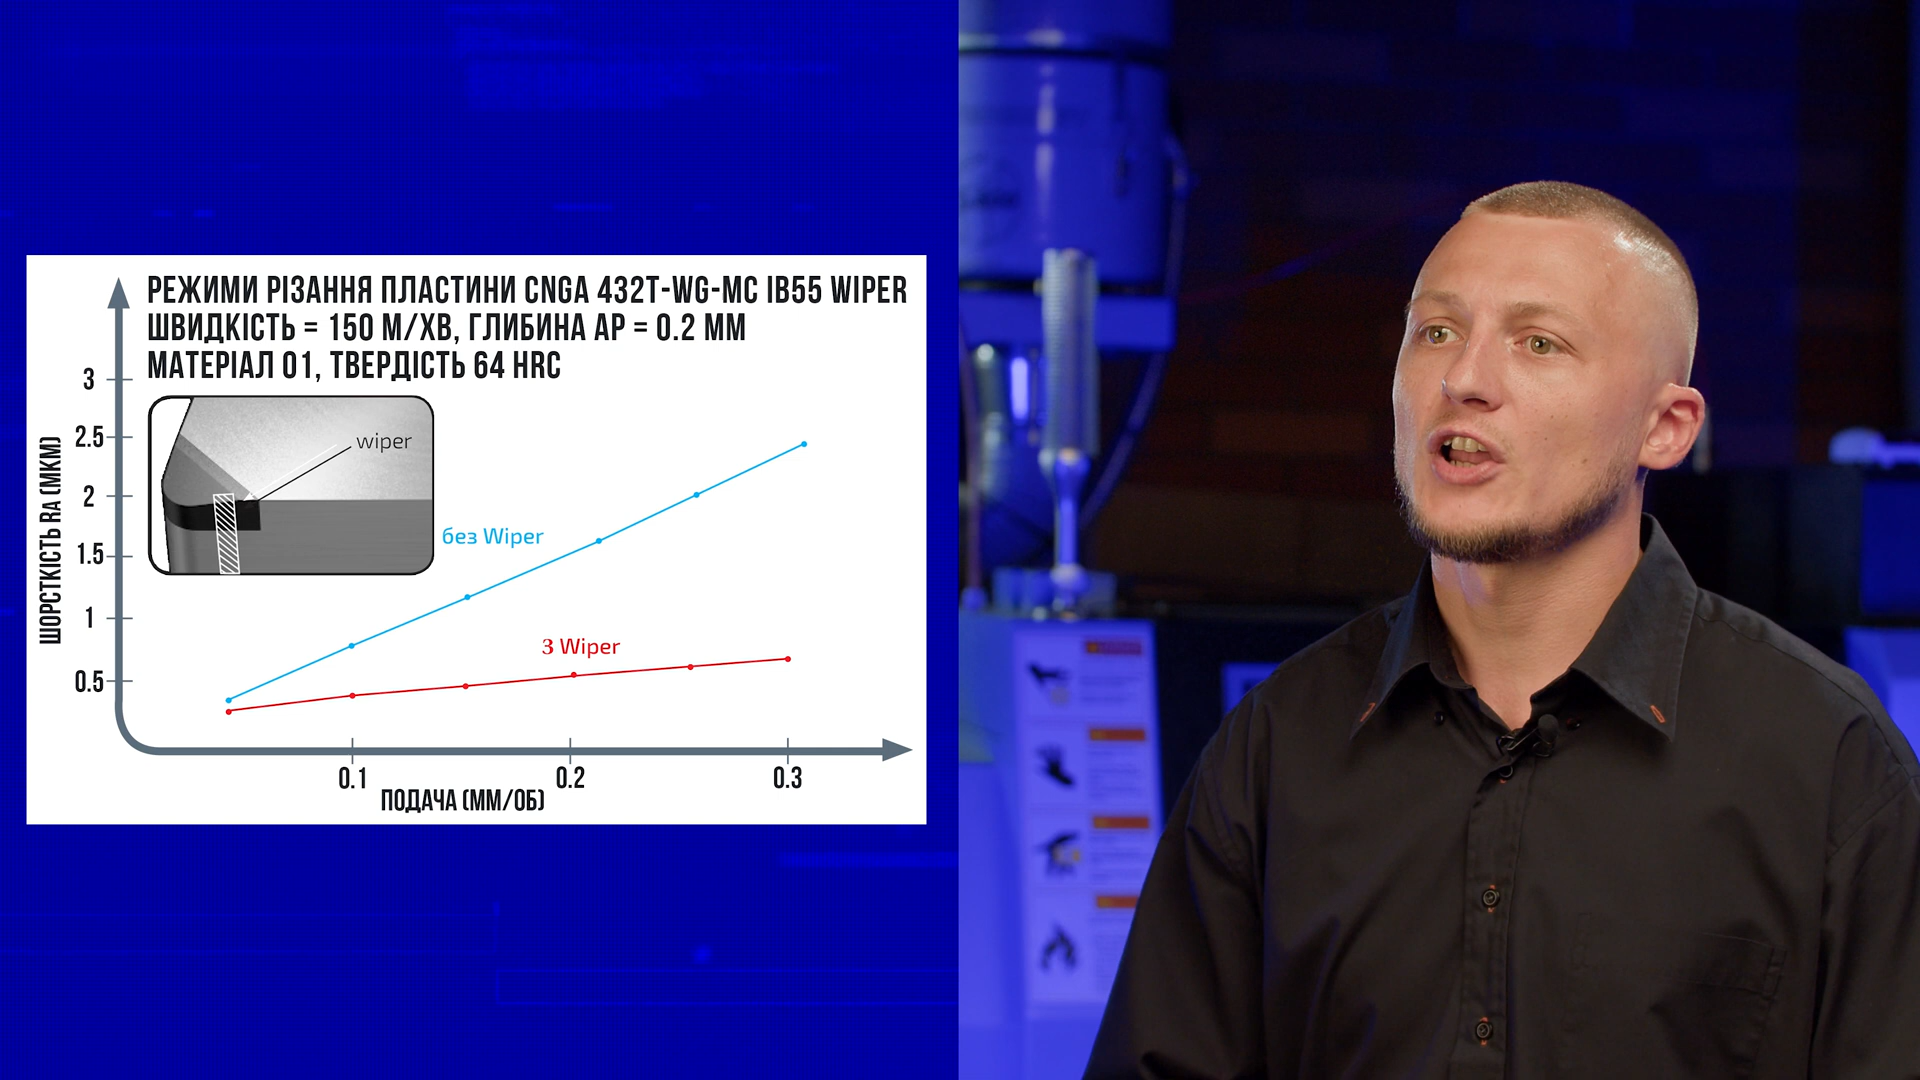 РЕЖИМИ РІЗАННЯ ПЛАСТИНИ CNGA 432T-WG-MC IB55 WIPER
ШВИДКІСТЬ = 150 М/ХВ, ГЛИБИНА AP = 0.2 ММ
МАТЕРІАЛ 01, ТВЕРДІСТЬ 64 HRC
ШОРСТКІСТЬ RA (МКМ)
3
2.5
2
1.5
1
0.5
wiper
без Wiper
З Wiper
0.1
0.2
0.3
ПОДАЧА (ММ/ОБ)